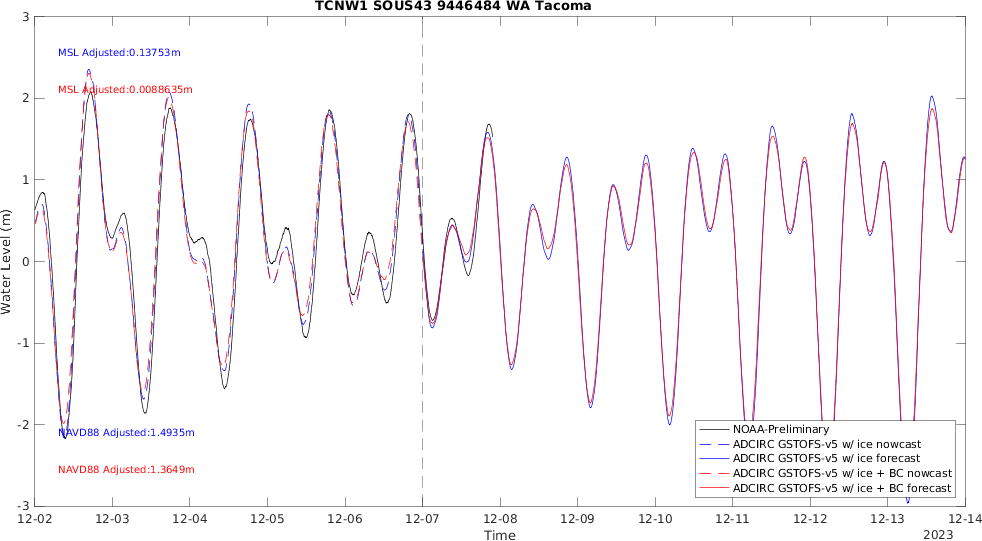 TCNW1 SOUS43 9446484 WA Tacoma
3
MSL Adjusted:0.13753m
MSL Adjusted:0.0088635m
2
1
0
-1
-2
-3
Water Level (m)
NAVD88 Adjusted:1.4935m
NAVD88 Adjusted:1.3649m
NOAA-Preliminary
ADCIRC GSTOFS-v5 w/ ice nowcast
ADCIRC GSTOFS-v5 w/ ice forecast
ADCIRC GSTOFS-v5 w/ ice + BC nowcast
ADCIRC GSTOFS-v5 w/ ice + BC forecast
12-02 12-03 12-04 12-05 12-06 12-07 12-08 12-09 12-10 12-11 12-12 12-13 12-14
Time
2023